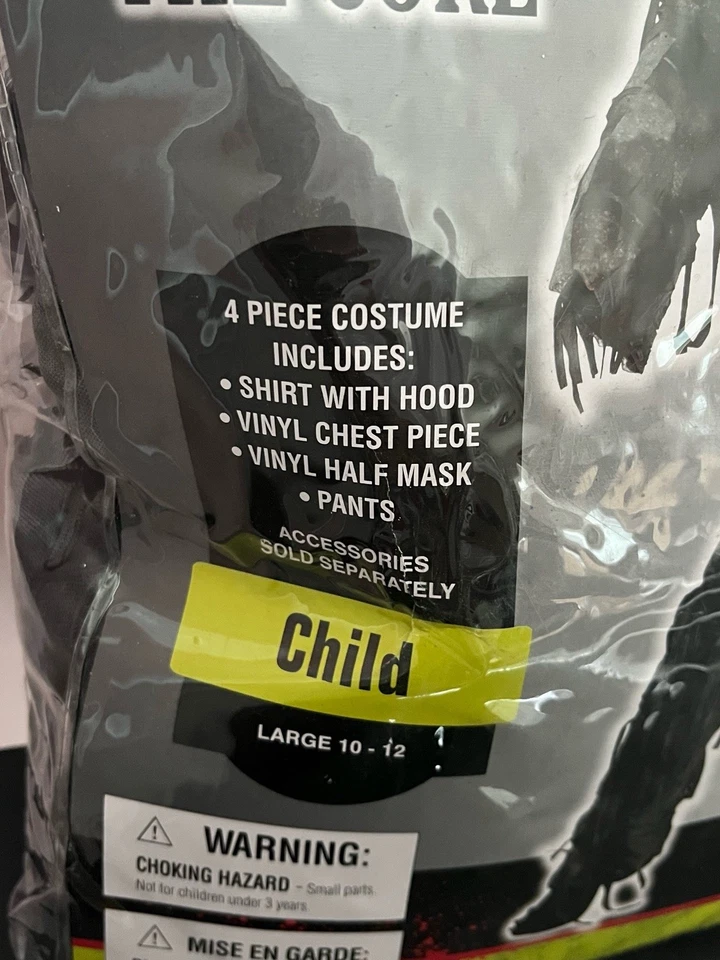 4 PIECE COSTUME
INCLUDES:
• SHIRT WITH HOOD
• VINYL CHEST PIECE
• VINYL HALF MASK
• PANTS
ACCESSORIES
SOLD SEPARATELY
Child
LARGE 10 - 12
WARNING:
CHOKING HAZARD - Small parts.
Not for children under 3 years.
MISE EN GARDE: